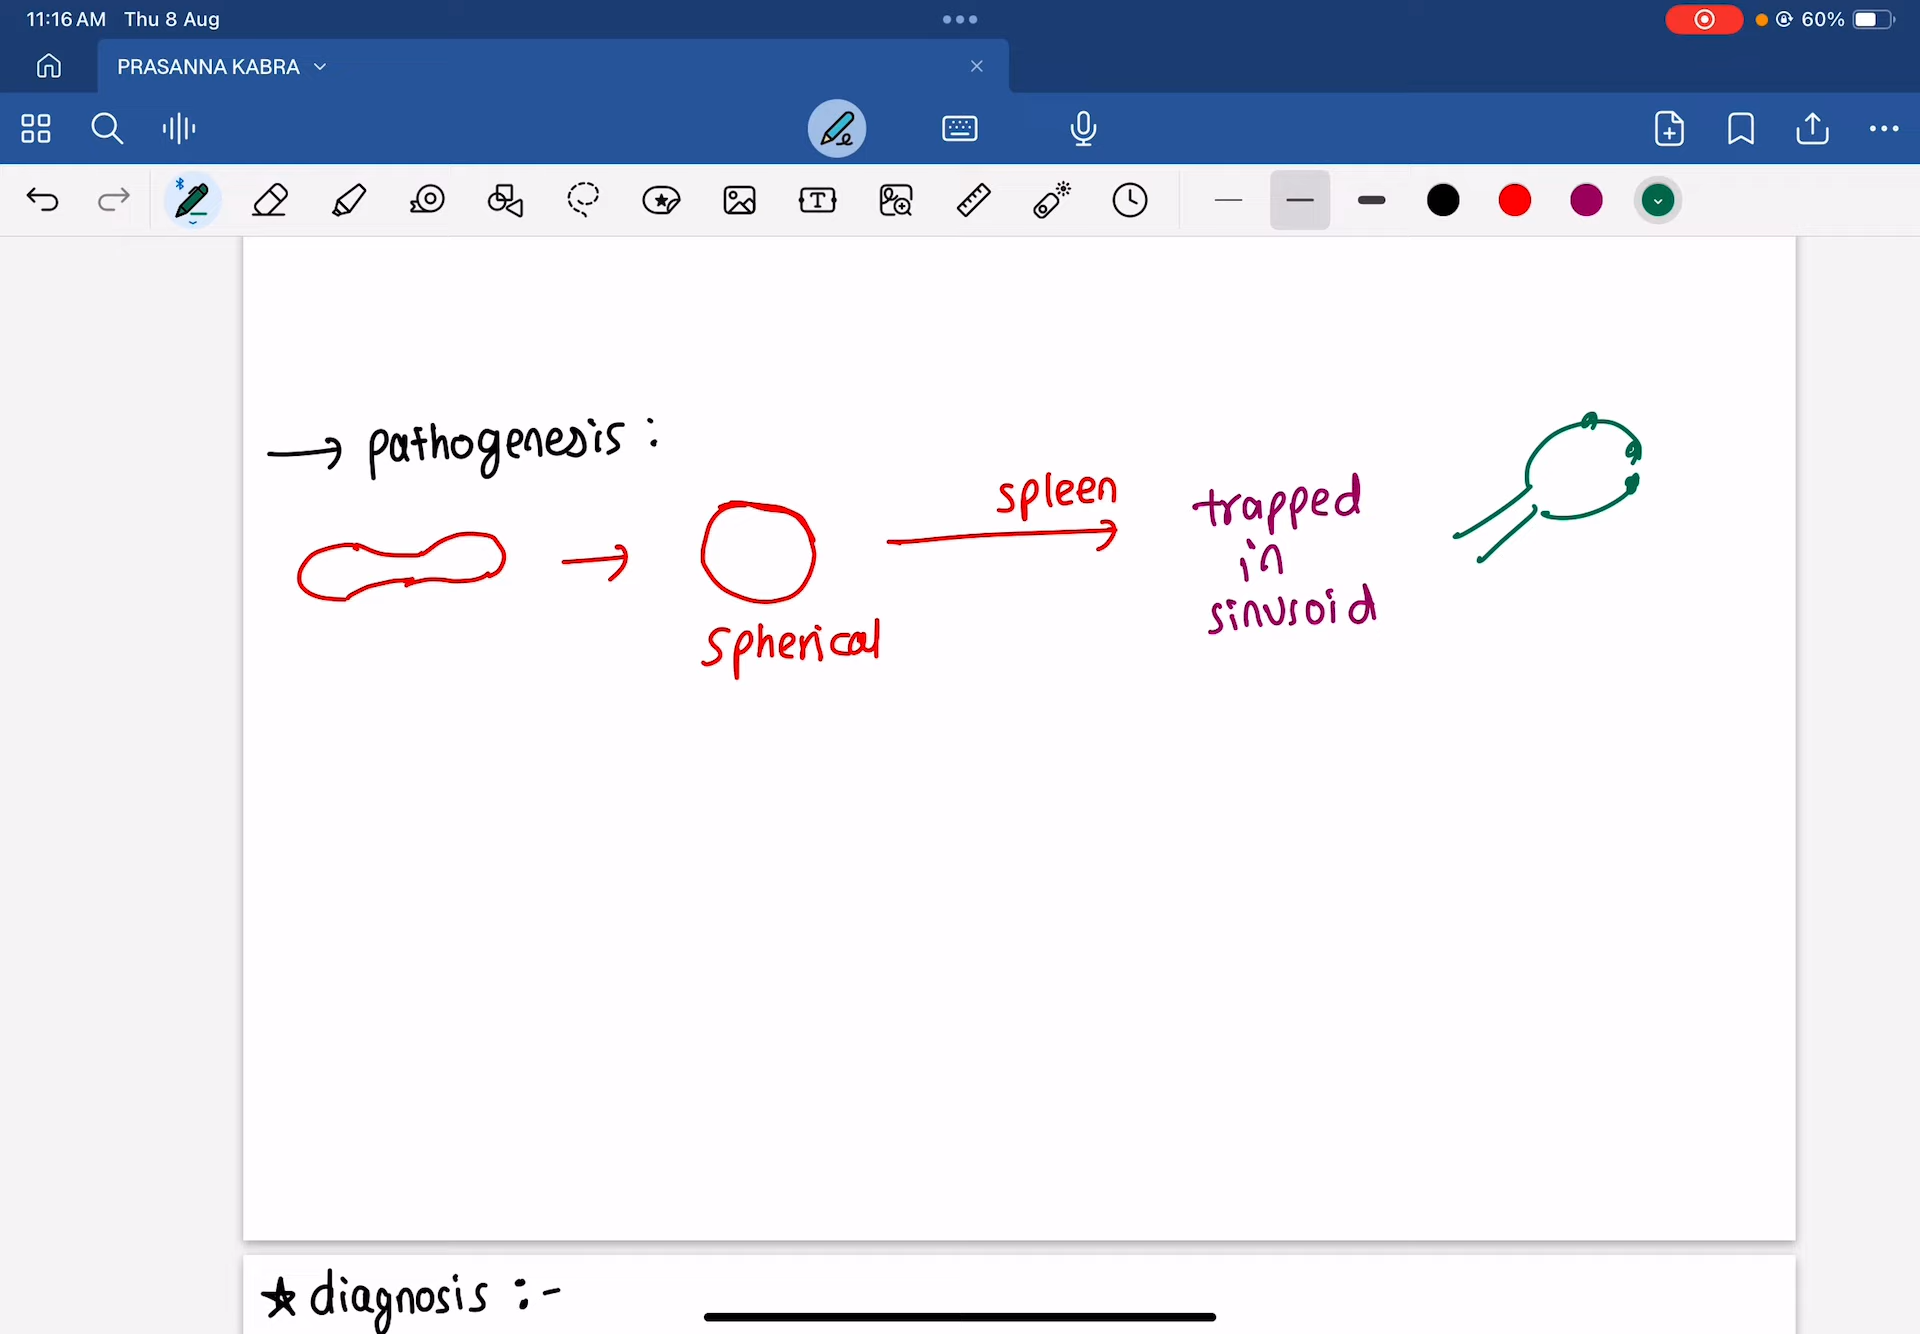 11:16 AM Thu 8 Aug
60%
PRASANNA KABRA
→ pathogenesis :
spleen
trapped
in
sinusoid
→
spherical
★ diagnosis :-